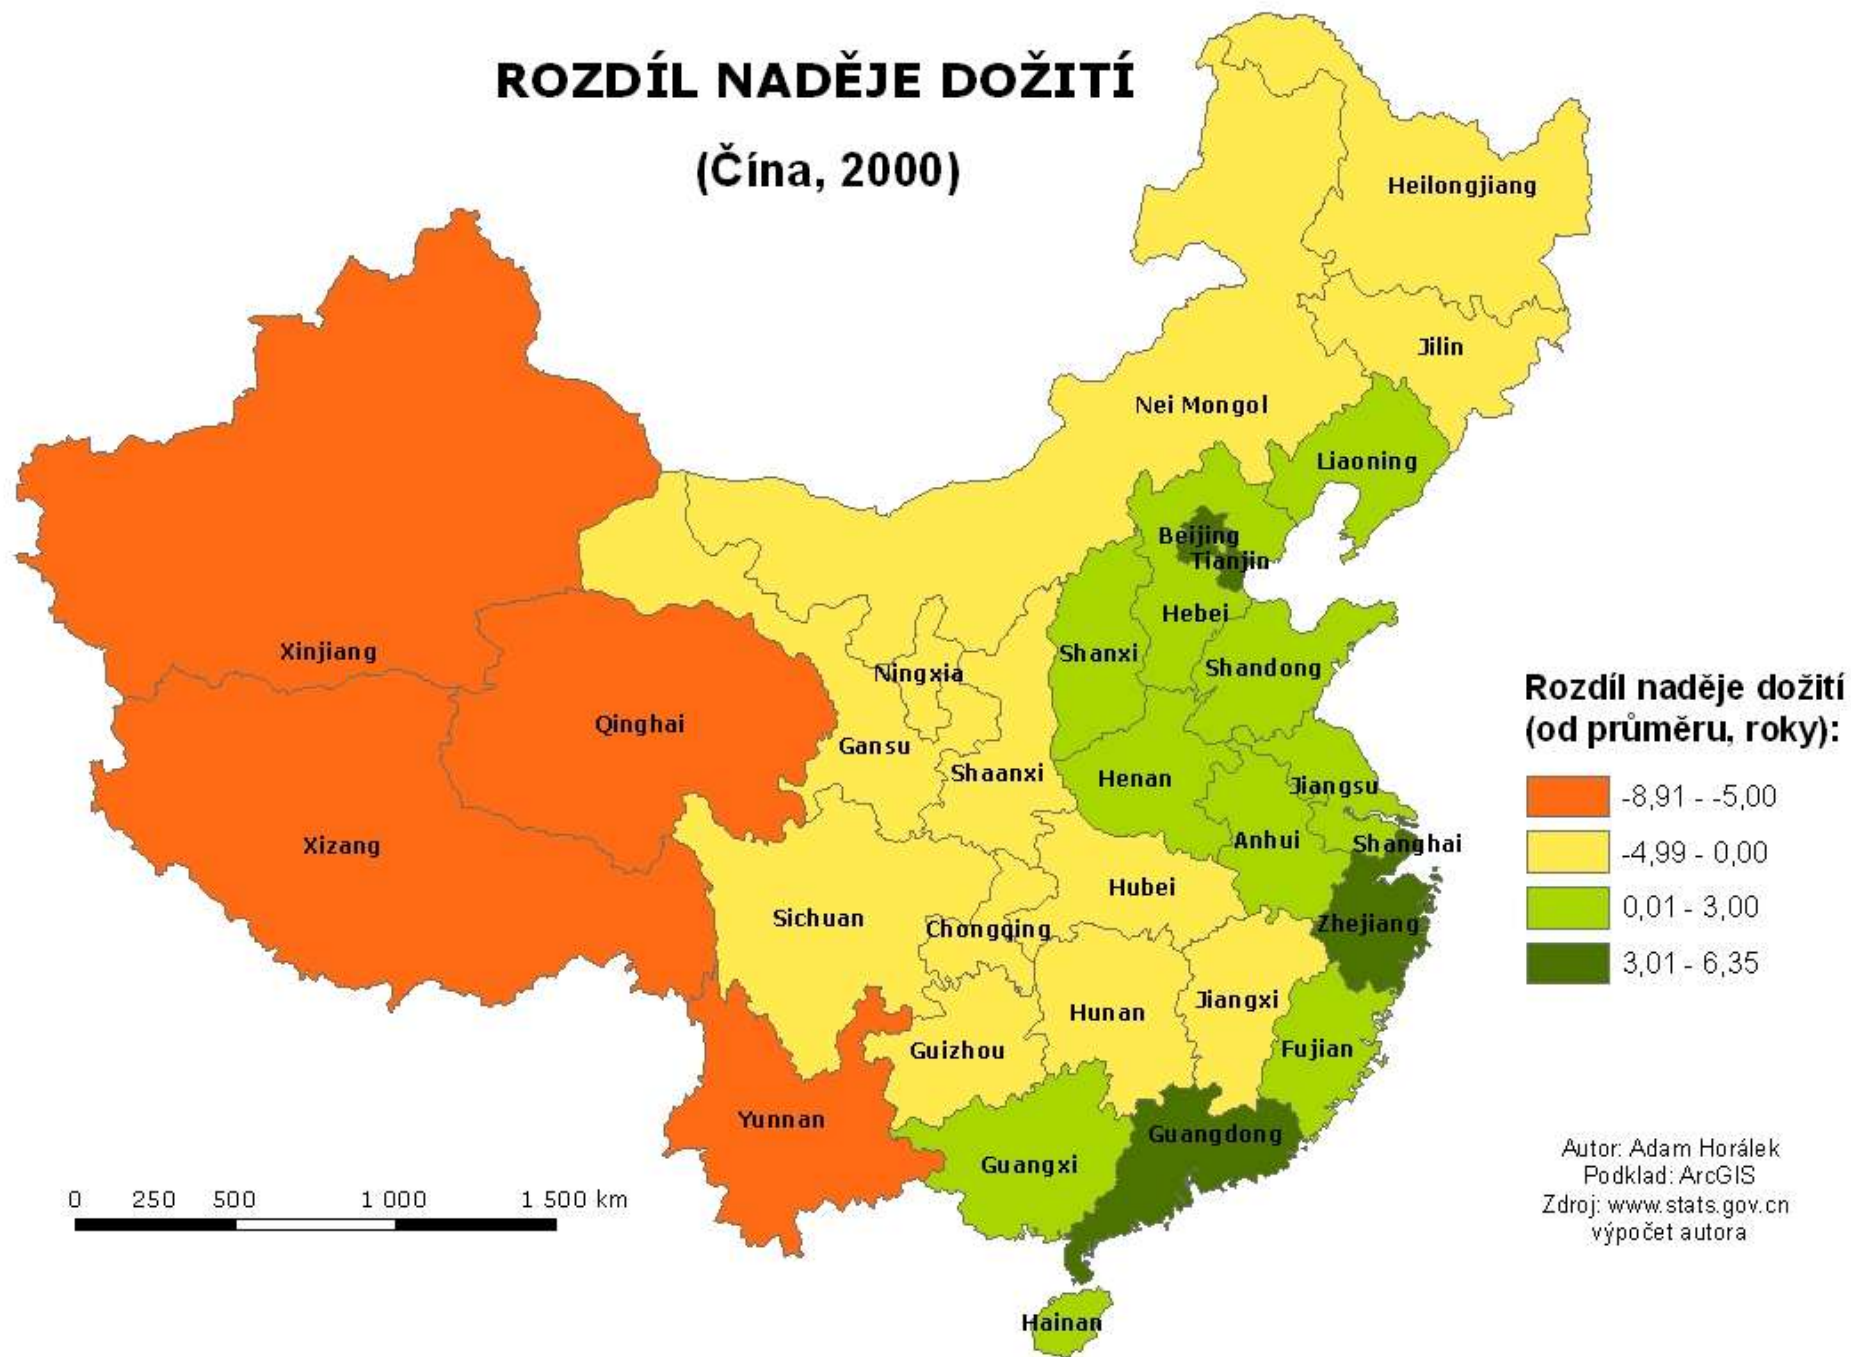 ROZDÍL NADĚJE DOŽITÍ
(Čína, 2000)
Heilongjiang
Jilin
Nei Mongol
Liaoning
Beijing
Tianjin
Hebei
Shanxi
Shandong
Xinjiang
Ningxia
Qinghai
Gansu
Shaanxi
Henan
Jiangsu
Xizang
Anhui
Shanghai
Hubei
Sichuan
Chongqing
Zhejiang
Hunan
Jiangxi
Guizhou
Fujian
Yunnan
Guangdong
Guangxi
Hainan
Rozdíl naděje dožití
(od průměru, roky):
-8,91 - -5,00
-4,99 - 0,00
0,01 - 3,00
3,01 - 6,35
0 250 500 1 000 1 500 km
Autor: Adam Horálek
Podklad: ArcGIS
Zdroj: www.stats.gov.cn
výpočet autora